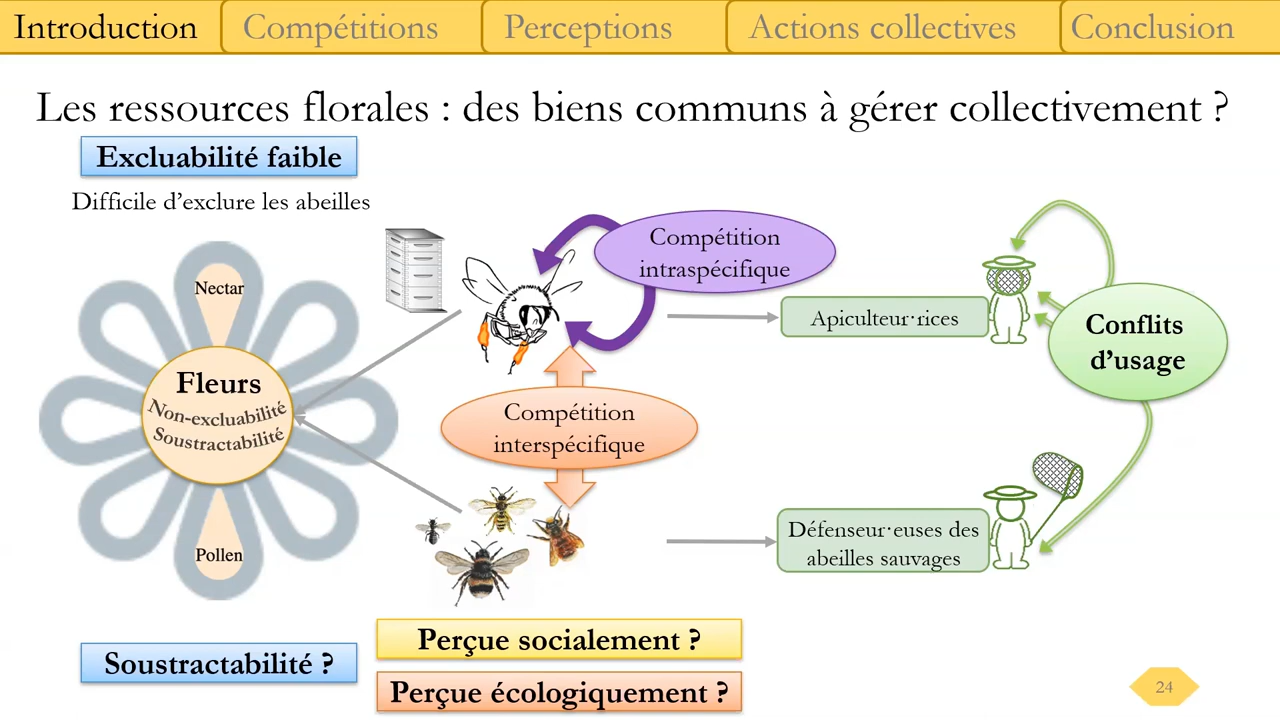 Introduction
Compétitions
Perceptions
Actions collectives
Conclusion
Les ressources florales : des biens communs à gérer collectivement ?
Excluabilité faible
Difficile d'exclure les abeilles
Nectar
Fleurs
Non-excluabilité
Soustractabilité
Pollen
Compétition
intraspécifique
Compétition
interspécifique
Apiculteur·rices
Conflits
d'usage
Défenseur·euses des
abeilles sauvages
Soustractabilité ?
Perçue socialement ?
Perçue écologiquement ?
24